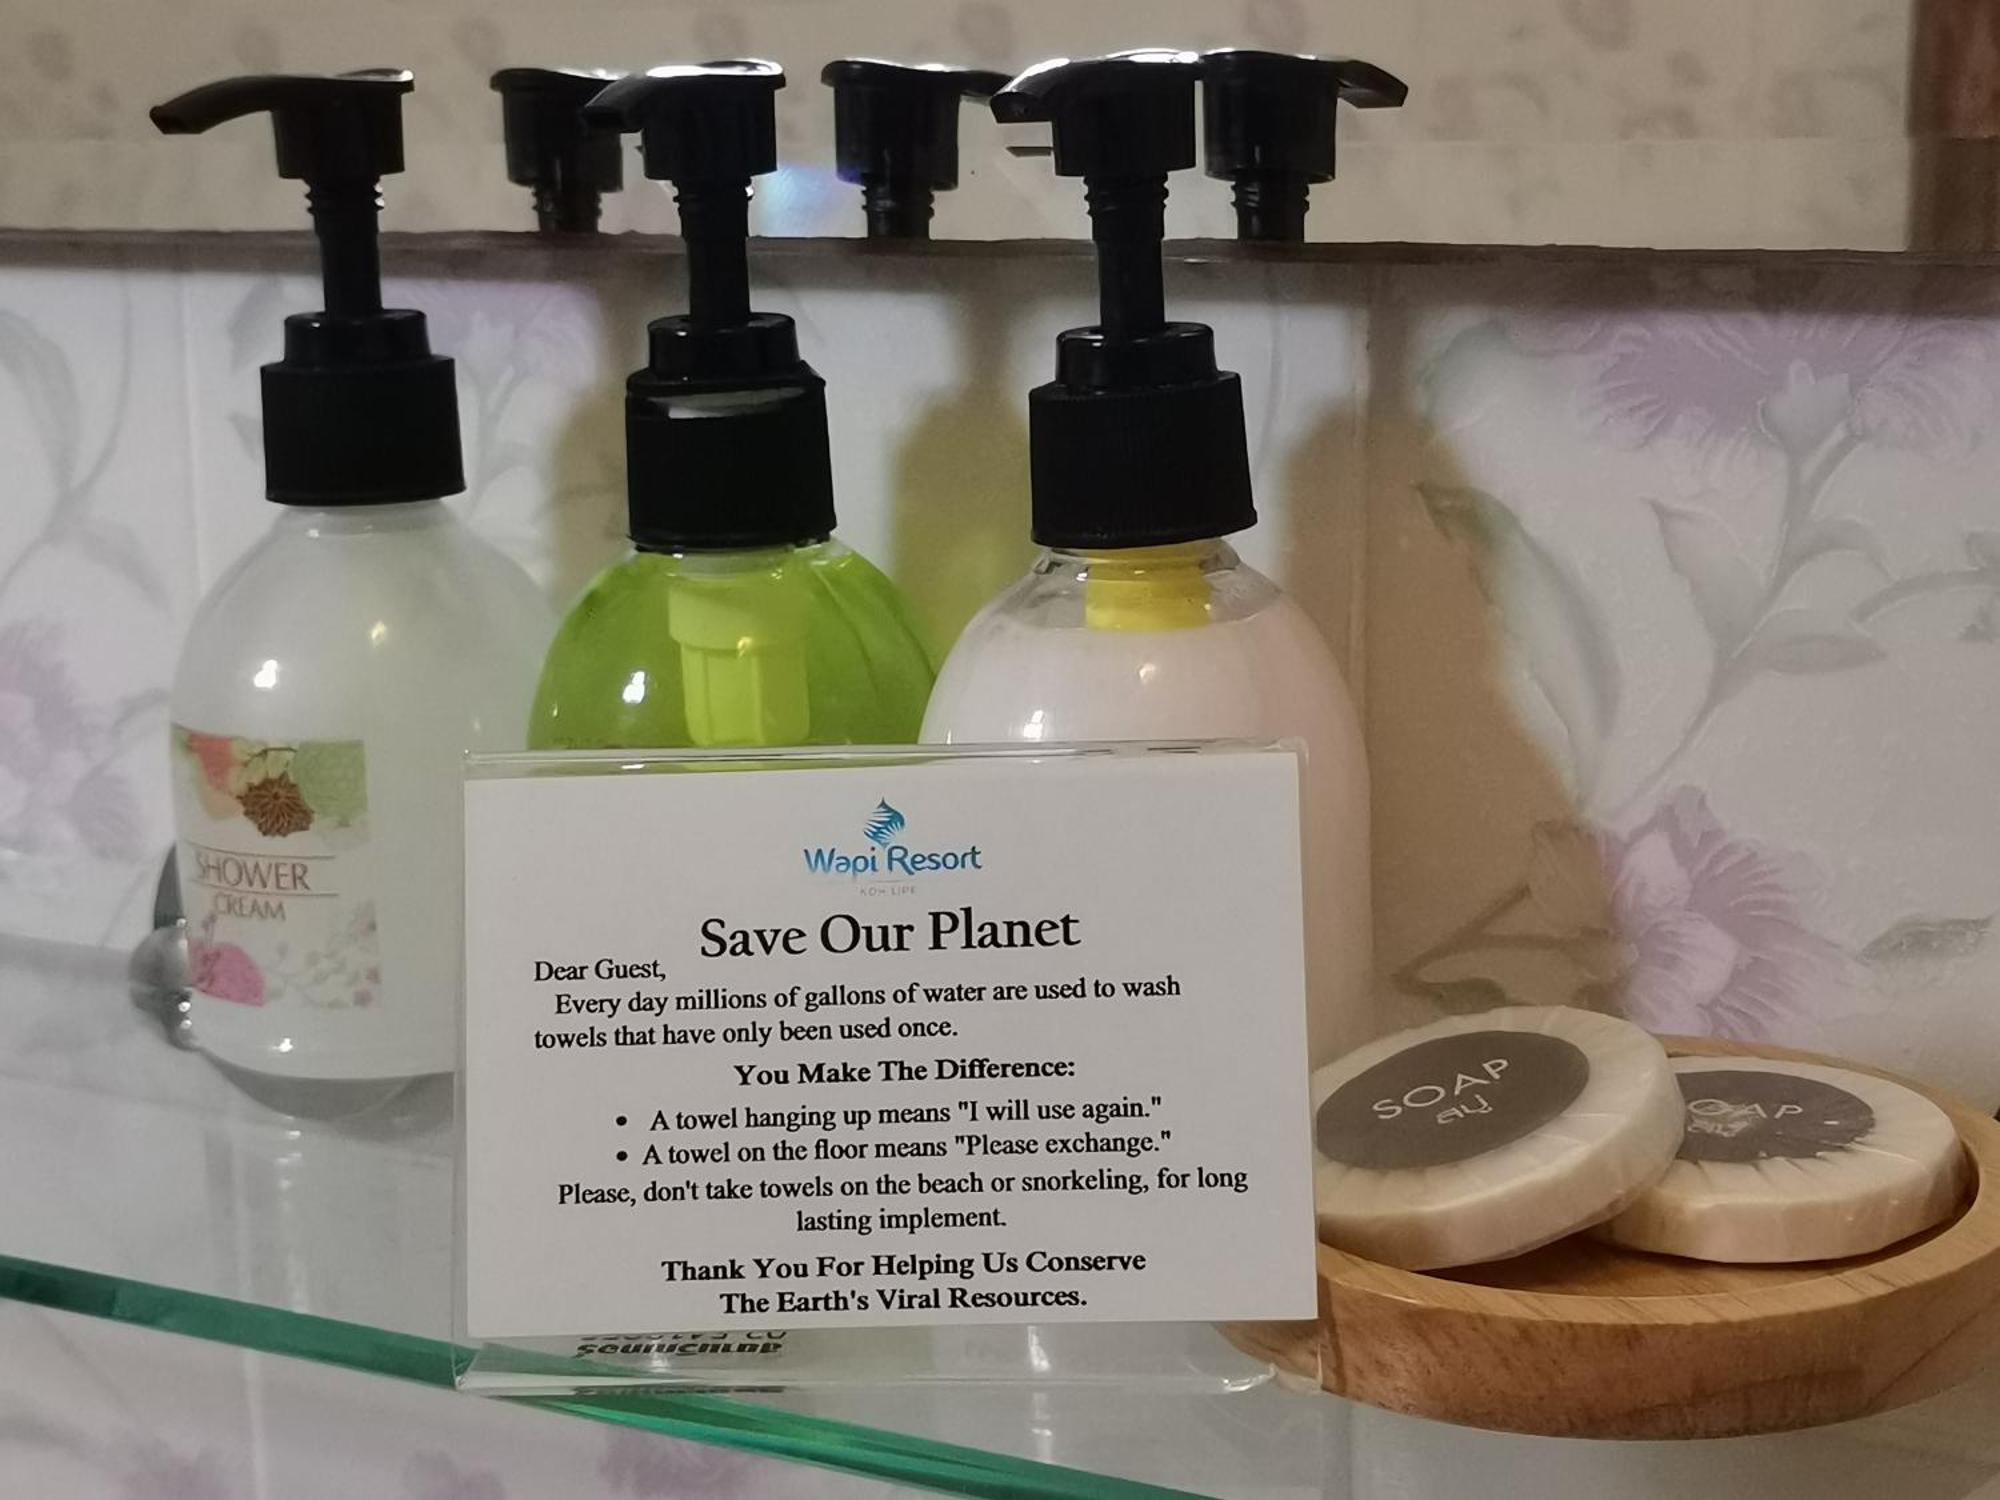 SHOWER
CREAM
Wapi Resort
KOH LIPE
Save Our Planet
Dear Guest,
Every day millions of gallons of water are used to wash
towels that have only been used once.
You Make The Difference:
• A towel hanging up means "I will use again."
• A towel on the floor means "Please exchange."
Please, don't take towels on the beach or snorkeling, for long
lasting implement.
Thank You For Helping Us Conserve
The Earth's Viral Resources.
SOAP
สบู่
SOAP
สบู่